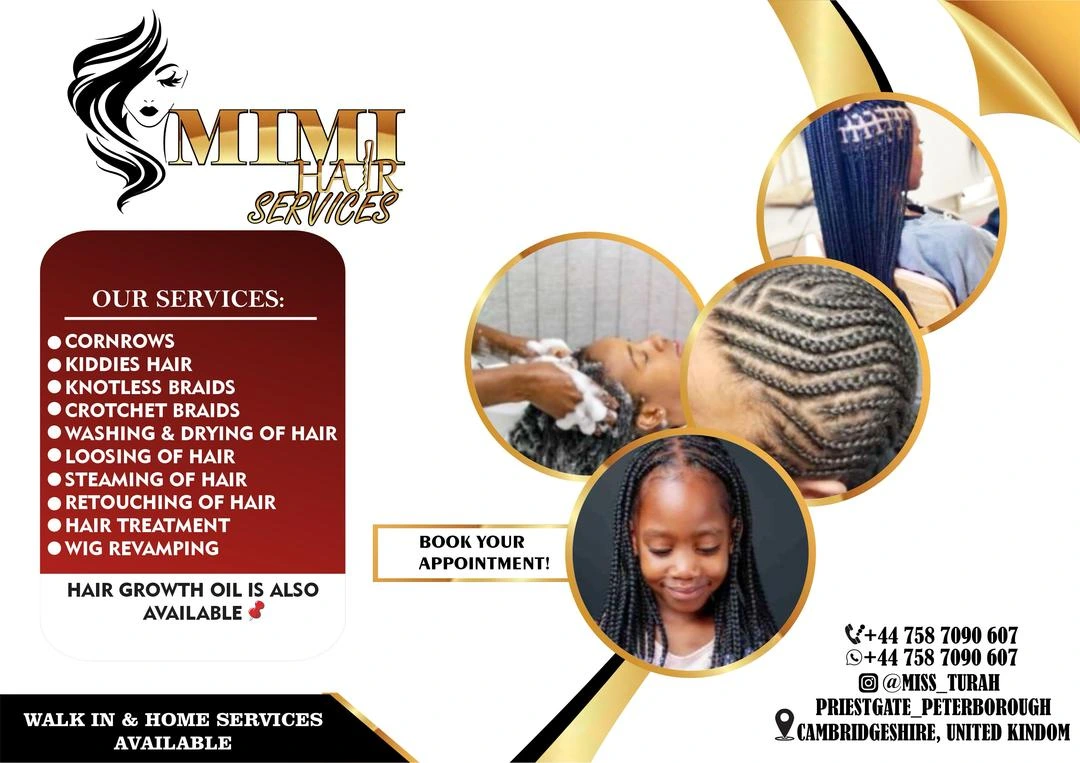 MIMI
HAIR
SERVICES
OUR SERVICES:
CORNROWS
KIDDIES HAIR
KNOTLESS BRAIDS
CROTCHET BRAIDS
WASHING & DRYING OF HAIR
LOOSING OF HAIR
STEAMING OF HAIR
RETOUCHING OF HAIR
HAIR TREATMENT
WIG REVAMPING
HAIR GROWTH OIL IS ALSO
AVAILABLE
WALK IN & HOME SERVICES
AVAILABLE
BOOK YOUR
APPOINTMENT!
+44 758 7090 607
+44 758 7090 607
@MISS_TURAH
PRIESTGATE_PETERBOROUGH
CAMBRIDGESHIRE, UNITED KINDOM